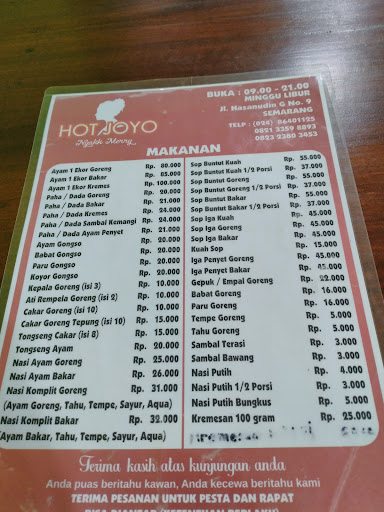 HOT JOYO
Ngolek Menny
BUKA : 09.00 - 21.00
MINGGU LIBUR
Jl. Hasanudin G No. 9
SEMARANG
TELP : (024) 86401125
0821 3359 8893
0823 2380 3453
MAKANAN
Ayam 1 Ekor Goreng Rp. 80.000
Ayam 1 Ekor Bakar Rp. 85.000
Ayam 1 Ekor Kremes Rp. 100.000
Paha / Dada Goreng Rp. 20.000
Paha / Dada Bakar Rp. 21.000
Paha / Dada Kremes Rp. 24.000
Paha / Dada Sambal Kemangi Rp. 24.000
Paha / Dada Ayam Penyet Rp. 21.000
Ayam Gongso Rp. 20.000
Babat Gongso Rp. 20.000
Paru Gongso Rp. 20.000
Koyor Gongso Rp. 20.000
Kepala Goreng (isi 3) Rp. 10.000
Ati Rempela Goreng (isi 2) Rp. 10.000
Cakar Goreng (isi 10) Rp. 10.000
Cakar Goreng Tepung (isi 10) Rp. 15.000
Tongseng Cakar (isi 8) Rp. 15.000
Tongseng Ayam Rp. 20.000
Nasi Ayam Goreng Rp. 25.000
Nasi Ayam Bakar Rp. 26.000
Nasi Komplit Goreng Rp. 31.000
(Ayam Goreng, Tahu, Tempe, Sayur, Aqua)
Nasi Komplit Bakar Rp. 32.000
(Ayam Bakar, Tahu, Tempe, Sayur, Aqua)
Sop Buntut Kuah Rp. 55.000
Sop Buntut Kuah 1/2 Porsi Rp. 37.000
Sop Buntut Goreng Rp. 55.000
Sop Buntut Goreng 1/2 Porsi Rp. 37.000
Sop Buntut Bakar Rp. 55.000
Sop Buntut Bakar 1/2 Porsi Rp. 37.000
Sop Iga Kuah Rp. 45.000
Sop Iga Goreng Rp. 45.000
Sop Iga Bakar Rp. 45.000
Kuah Sop Rp. 15.000
Iga Penyet Goreng Rp. 45.000
Iga Penyet Bakar Rp. 45.000
Gepuk / Empal Goreng Rp. 22.000
Babat Goreng Rp. 16.000
Paru Goreng Rp. 16.000
Tempe Goreng Rp. 5.000
Tahu Goreng Rp. 5.000
Sambal Terasi Rp. 3.000
Sambal Bawang Rp. 3.000
Nasi Putih Rp. 4.000
Nasi Putih 1/2 Porsi Rp. 3.000
Nasi Putih Bungkus Rp. 5.000
Kremesan 100 gram Rp. 25.000
Terima kasih atas kunjungan anda
Anda puas beritahu kawan, Anda kecewa beritahu kami
TERIMA PESANAN UNTUK PESTA DAN RAPAT
BISA DIANTAR (KETENTUAN BERLAKU)